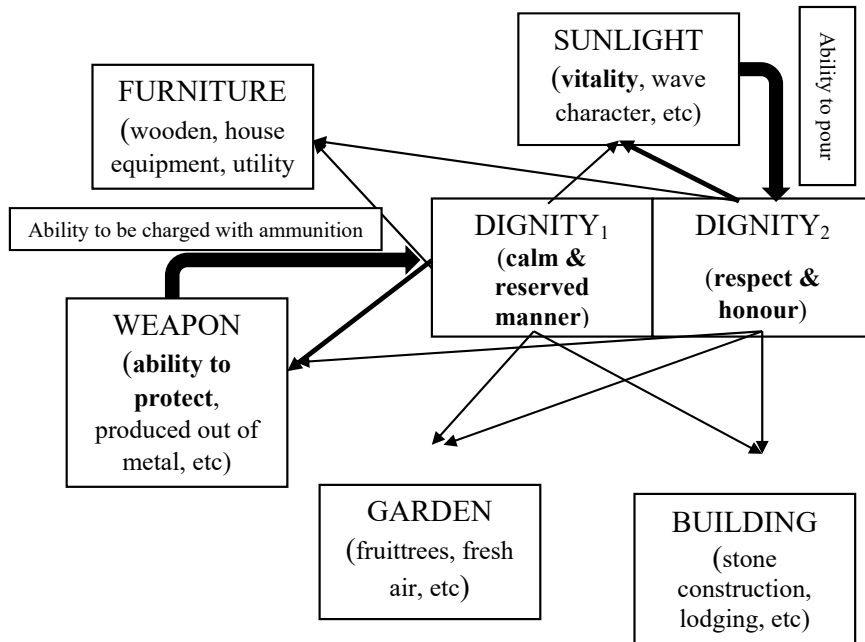 SUNLIGHT
(vitality, wave
character, etc)
Ability to
pour
FURNITURE
(wooden, house
equipment, utility
Ability to be charged with ammunition
DIGNITY₁
(calm &
reserved
manner)
DIGNITY₂
(respect &
honour)
WEAPON
(ability to
protect,
produced out of
metal, etc)
GARDEN
(fruittrees, fresh
air, etc)
BUILDING
(stone
construction,
lodging, etc)